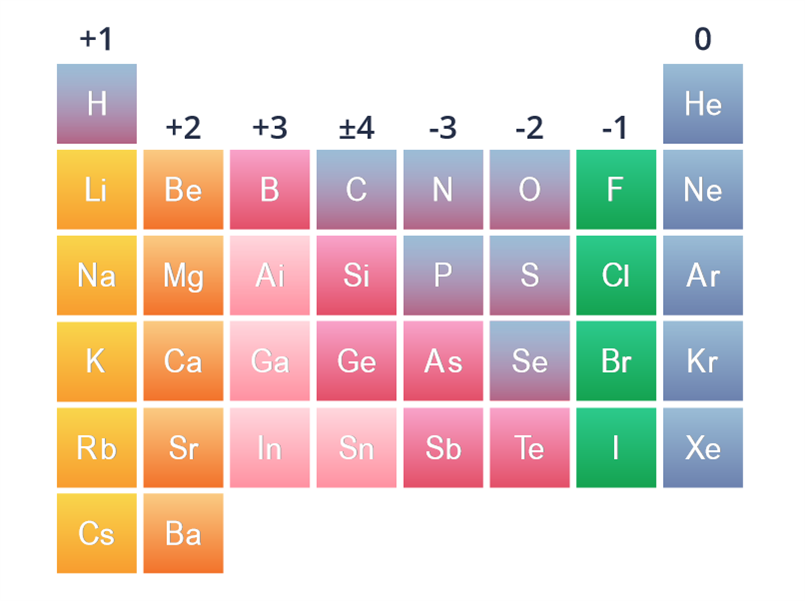 +1 0
H He
+2 +3 ±4 -3 -2 -1
Li Be B C N O F Ne
Na Mg Ai Si P S Cl Ar
K Ca Ga Ge As Se Br Kr
Rb Sr In Sn Sb Te I Xe
Cs Ba